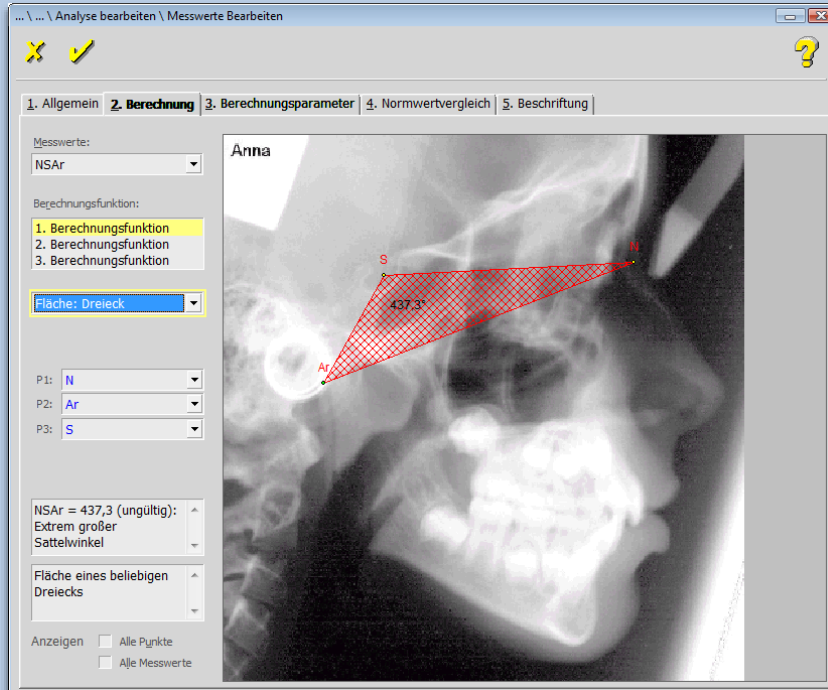 ... \ ... \ Analyse bearbeiten \ Messwerte Bearbeiten
1. Allgemein 2. Berechnung 3. Berechnungsparameter 4. Normwertvergleich 5. Beschriftung
Messwerte:
NSAr
Berechnungsfunktion:
1. Berechnungsfunktion
2. Berechnungsfunktion
3. Berechnungsfunktion
Fläche: Dreieck
P1: N
P2: Ar
P3: S
NSAr = 437,3 (ungültig):
Extrem großer
Sattelwinkel
Fläche eines beliebigen
Dreiecks
Anzeigen Alle Punkte
Alle Messwerte
Anna
S
N
437,3°
Ar